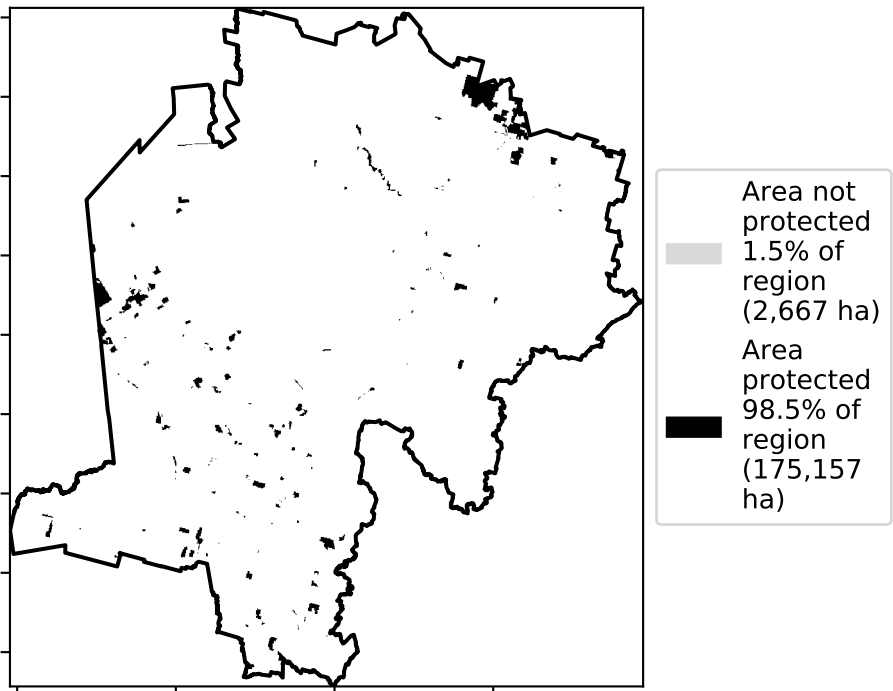 Area not
protected
1.5% of
region
(2,667 ha)
Area
protected
98.5% of
region
(175,157
ha)